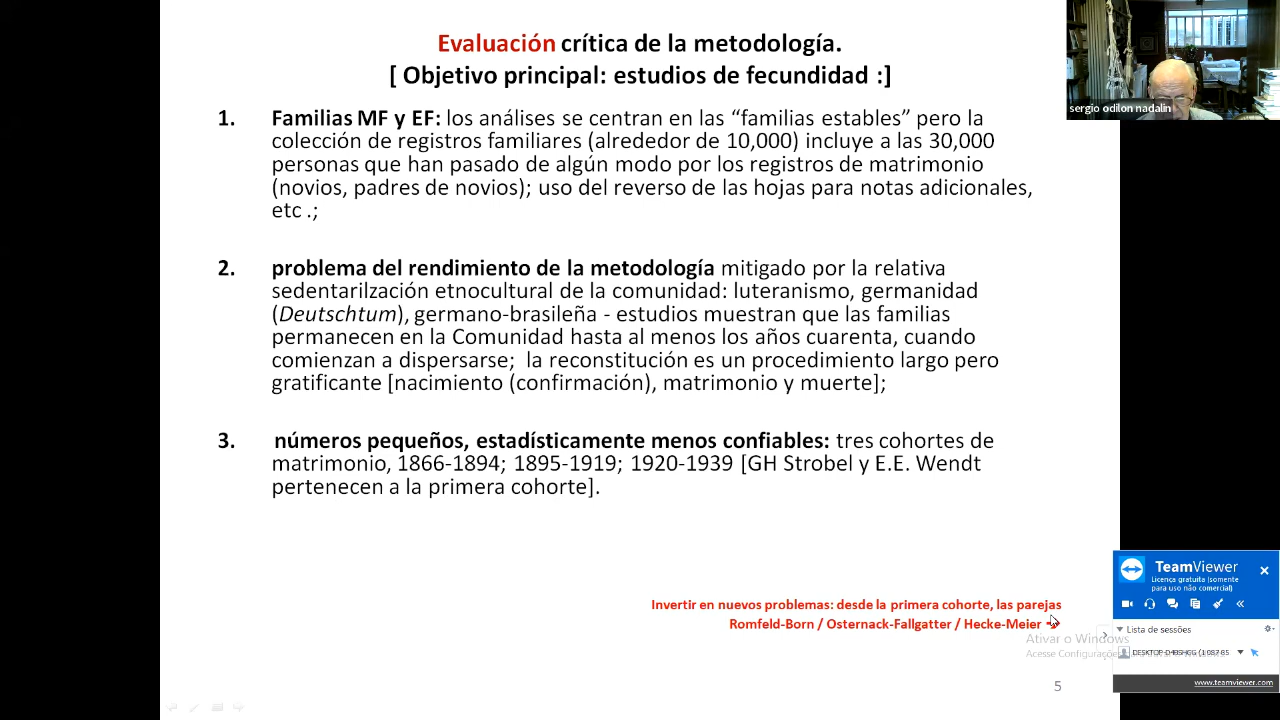 Evaluación crítica de la metodología.
[ Objetivo principal: estudios de fecundidad :]
1. Familias MF y EF: los análisis se centran en las “familias estables” pero la
colección de registros familiares (alrededor de 10,000) incluye a las 30,000
personas que han pasado de algún modo por los registros de matrimonio
(novios, padres de novios); uso del reverso de las hojas para notas adicionales,
etc .;
2. problema del rendimiento de la metodología mitigado por la relativa
sedentarilzación etnocultural de la comunidad: luteranismo, germanidad
(Deutschtum), germano-brasileña - estudios muestran que las familias
permanecen en la Comunidad hasta al menos los años cuarenta, cuando
comienzan a dispersarse; la reconstitución es un procedimiento largo pero
gratificante [nacimiento (confirmación), matrimonio y muerte];
3. números pequeños, estadísticamente menos confiables: tres cohortes de
matrimonio, 1866-1894; 1895-1919; 1920-1939 [GH Strobel y E.E. Wendt
pertenecen a la primera cohorte].
Invertir en nuevos problemas: desde la primera cohorte, las parejas
Romfeld-Born / Osternack-Fallgatter / Hecke-Meier ➜
5
sergio odilon nadalin
TeamViewer
Licença gratuita (somente
para uso não comercial)
Lista de sessões
www.teamviewer.com
Ativar o Windows
Acesse Configurações